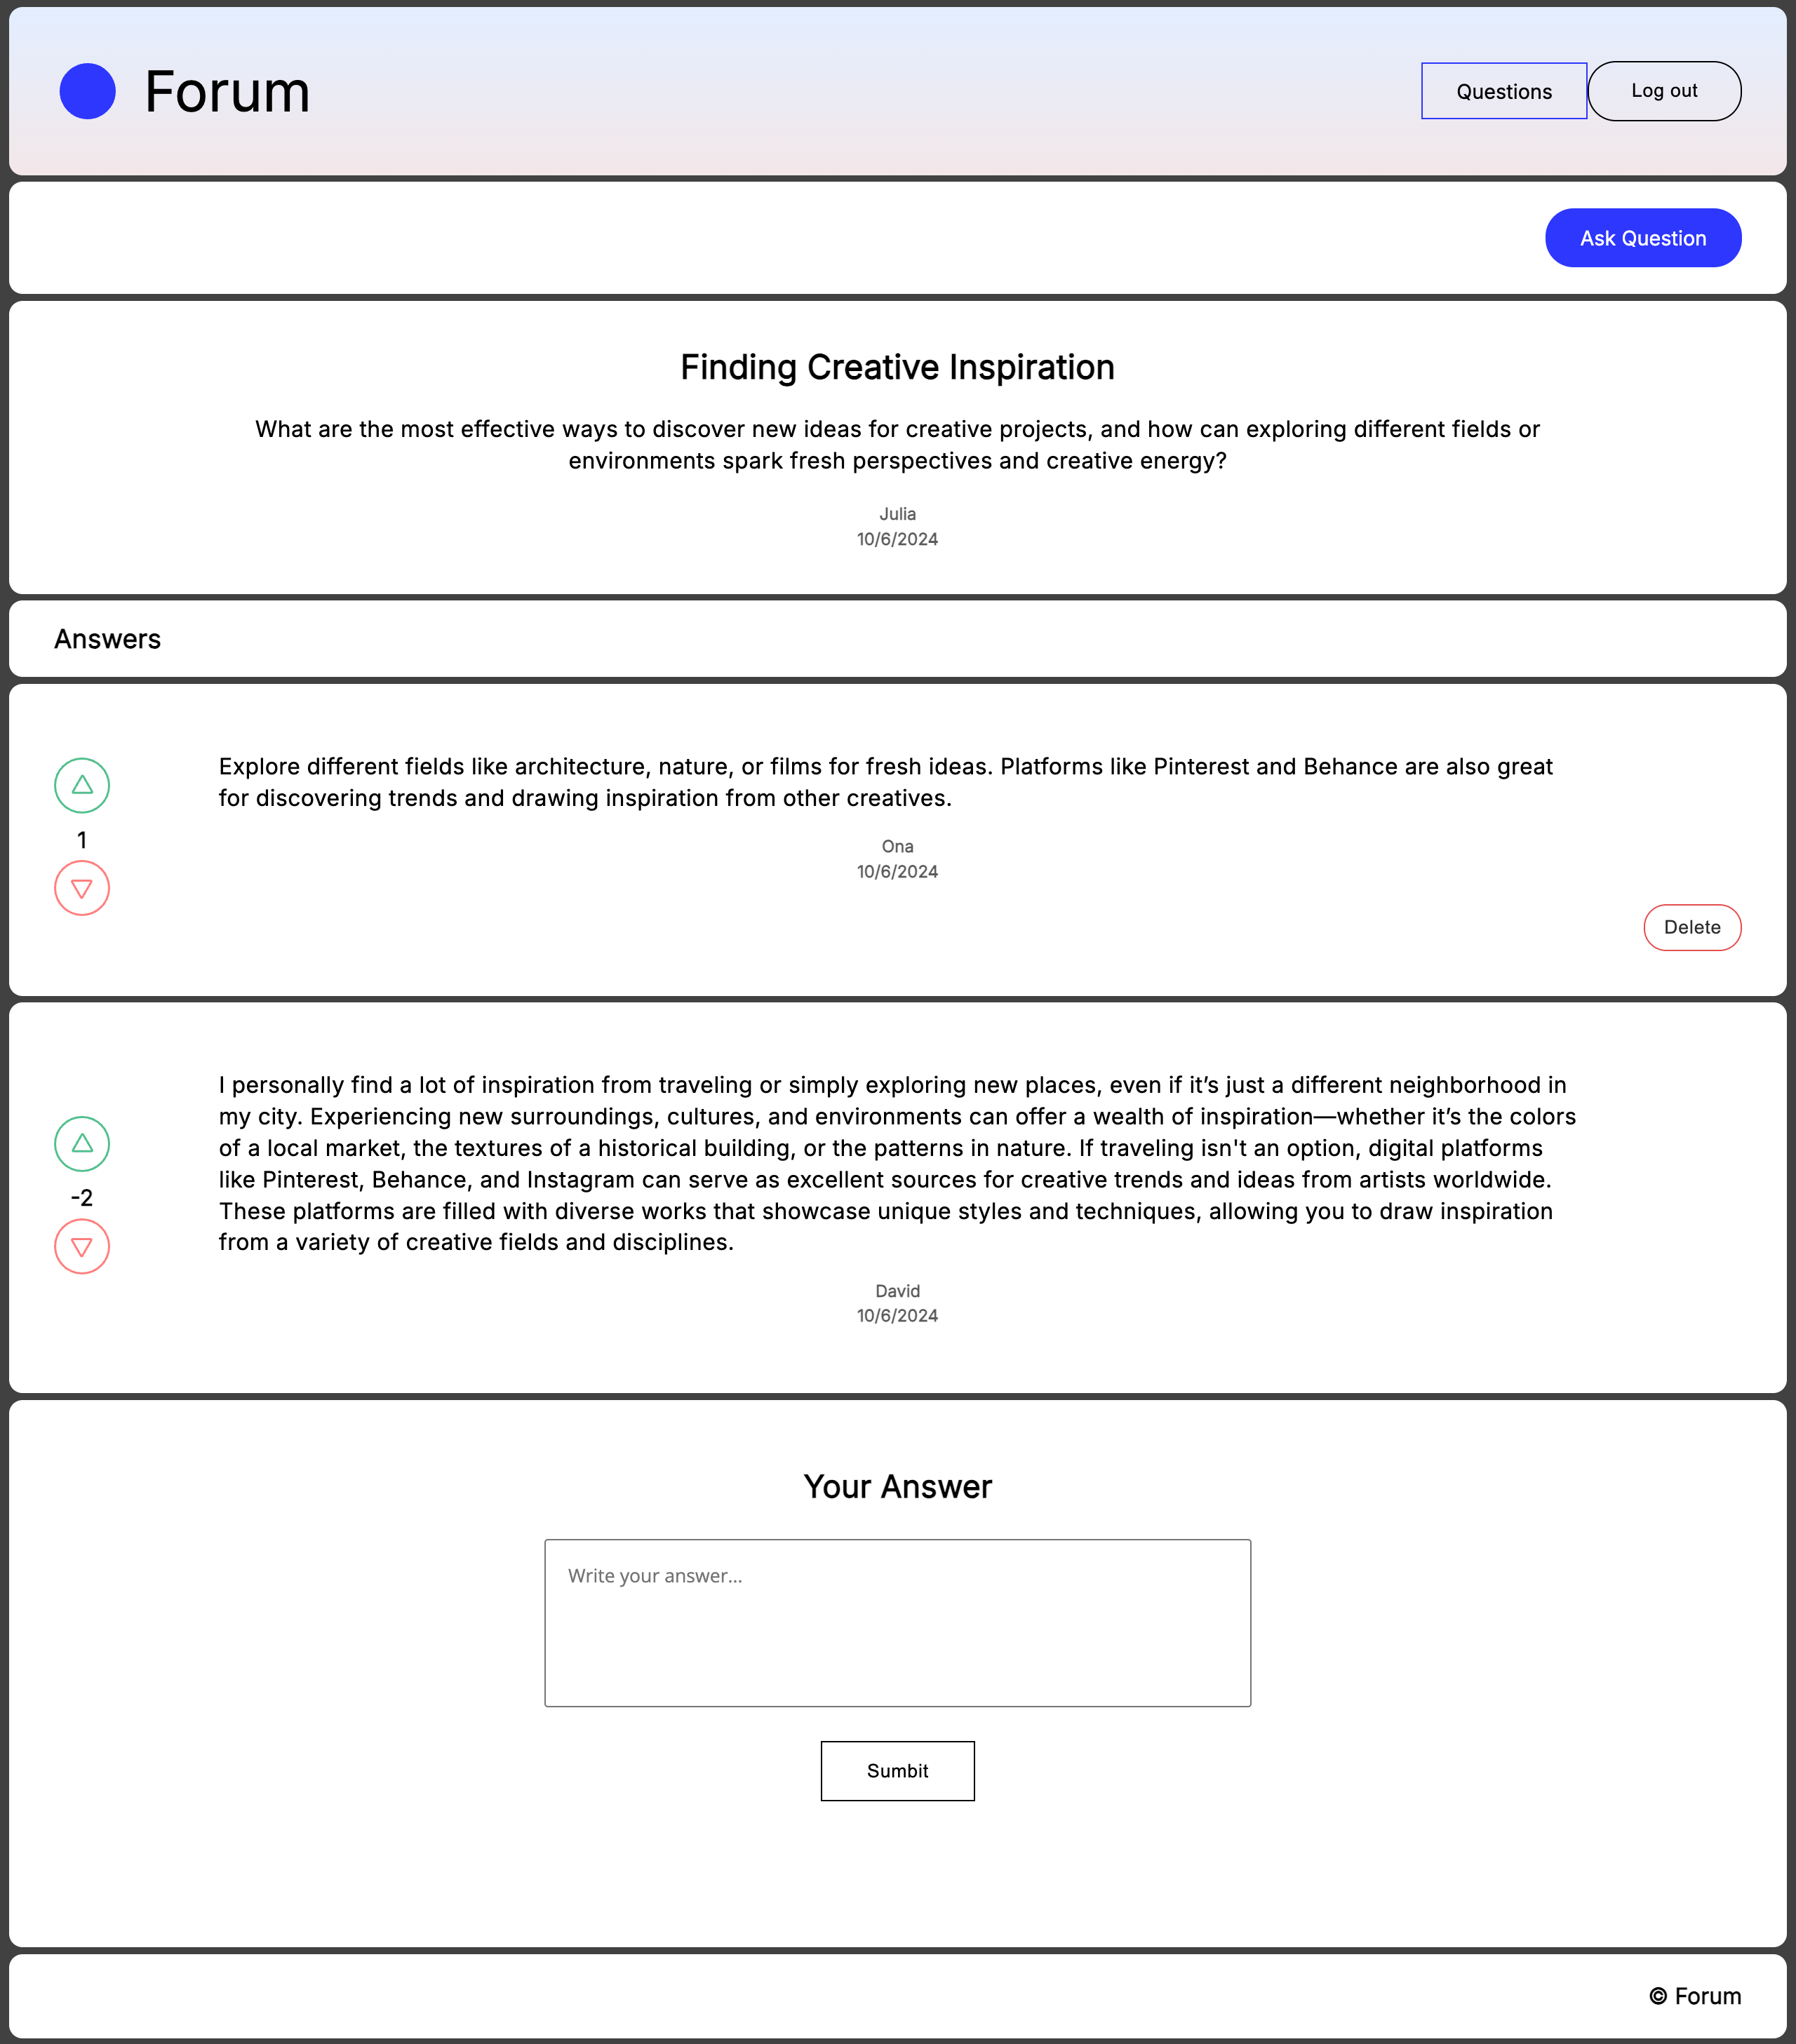 Forum
Questions
Log out
Ask Question
Finding Creative Inspiration
What are the most effective ways to discover new ideas for creative projects, and how can exploring different fields or
environments spark fresh perspectives and creative energy?
Julia
10/6/2024
Answers
Explore different fields like architecture, nature, or films for fresh ideas. Platforms like Pinterest and Behance are also great
for discovering trends and drawing inspiration from other creatives.
1
Ona
10/6/2024
Delete
I personally find a lot of inspiration from traveling or simply exploring new places, even if it’s just a different neighborhood in
my city. Experiencing new surroundings, cultures, and environments can offer a wealth of inspiration—whether it’s the colors
of a local market, the textures of a historical building, or the patterns in nature. If traveling isn't an option, digital platforms
like Pinterest, Behance, and Instagram can serve as excellent sources for creative trends and ideas from artists worldwide.
These platforms are filled with diverse works that showcase unique styles and techniques, allowing you to draw inspiration
from a variety of creative fields and disciplines.
-2
David
10/6/2024
Your Answer
Write your answer...
Sumbit
© Forum